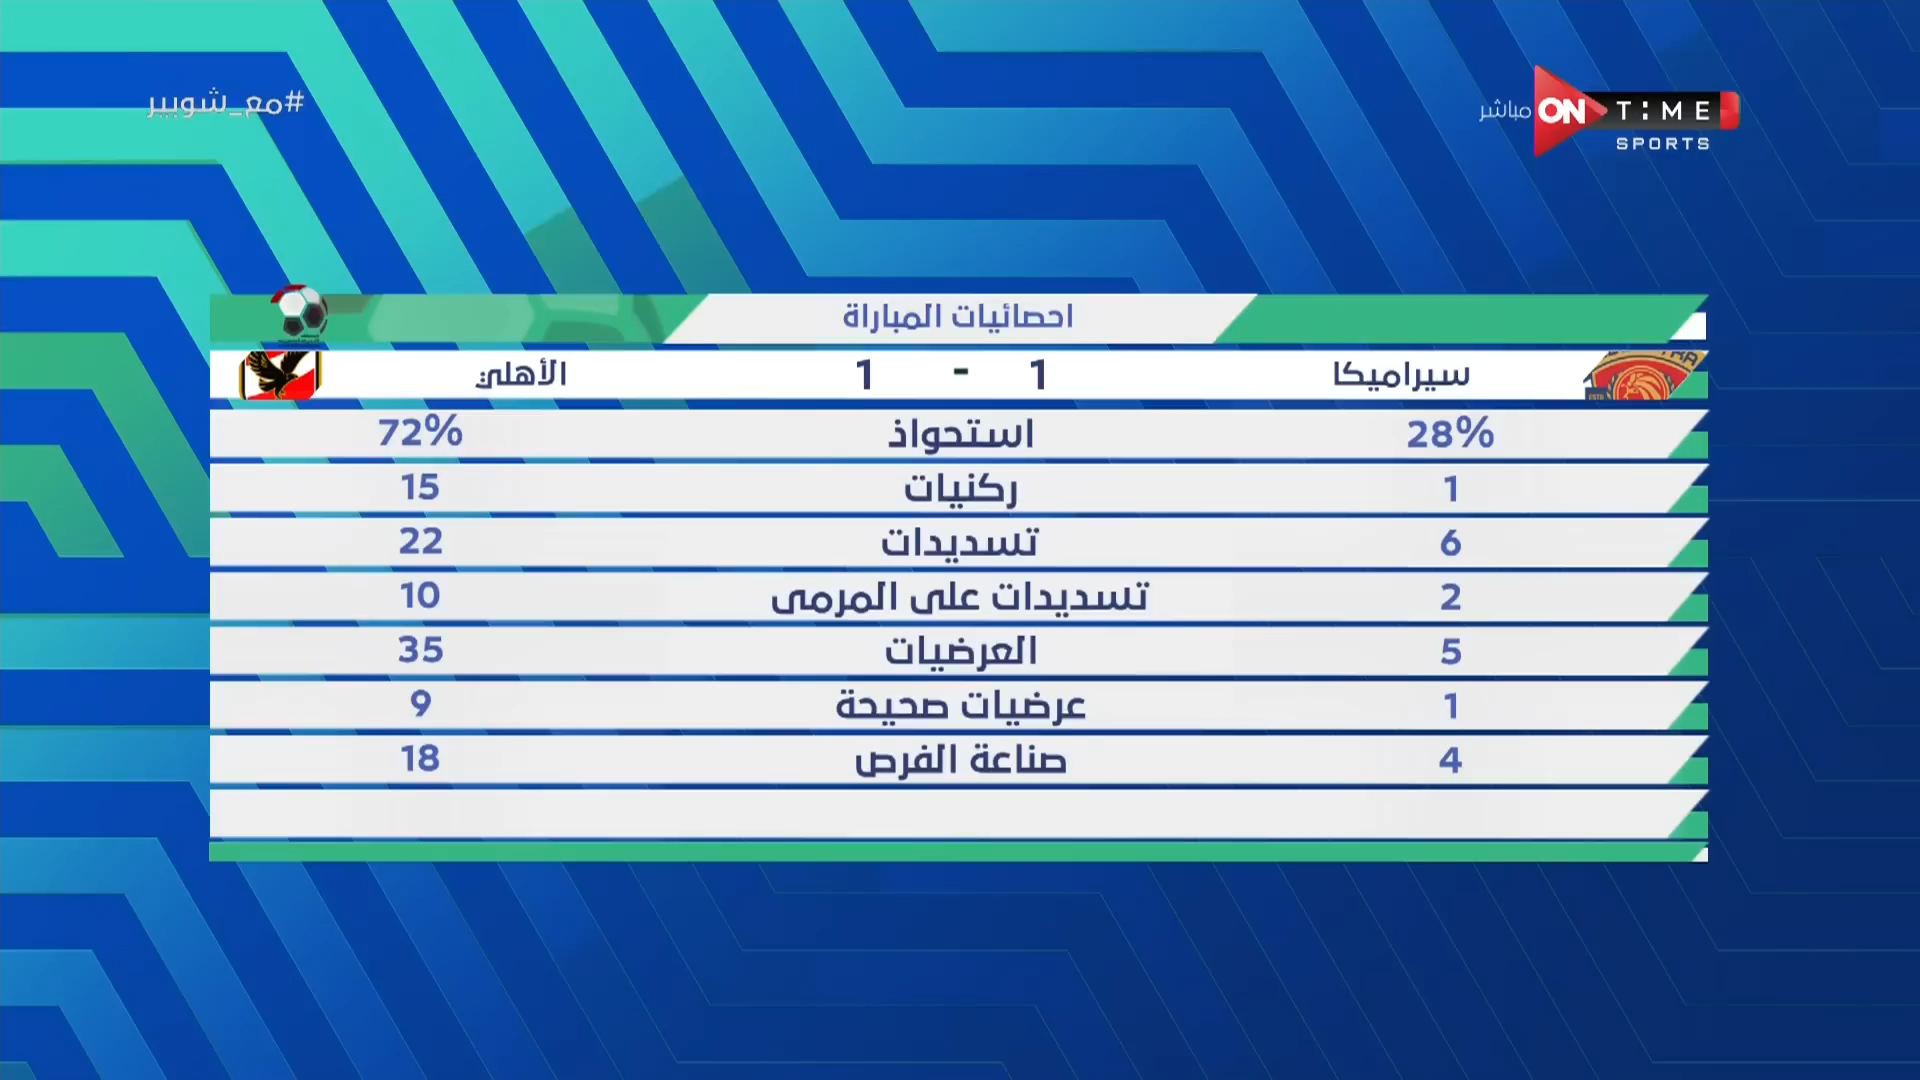 #مع_شوبير
مباشر ON TIME
SPORTS
احصائيات المباراة
سيراميكا 1 - 1 الأهلي
28% استحواذ 72%
1 ركنيات 15
6 تسديدات 22
2 تسديدات على المرمى 10
5 العرضيات 35
1 عرضيات صحيحة 9
4 صناعة الفرص 18